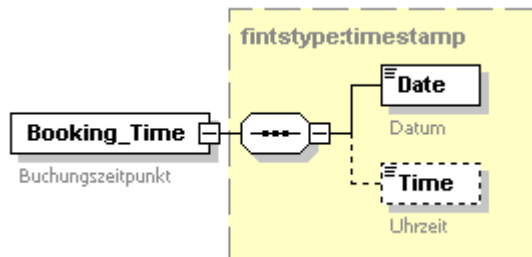 fintstype:timestamp
Date
Datum
Booking_Time
Buchungszeitpunkt
Time
Uhrzeit